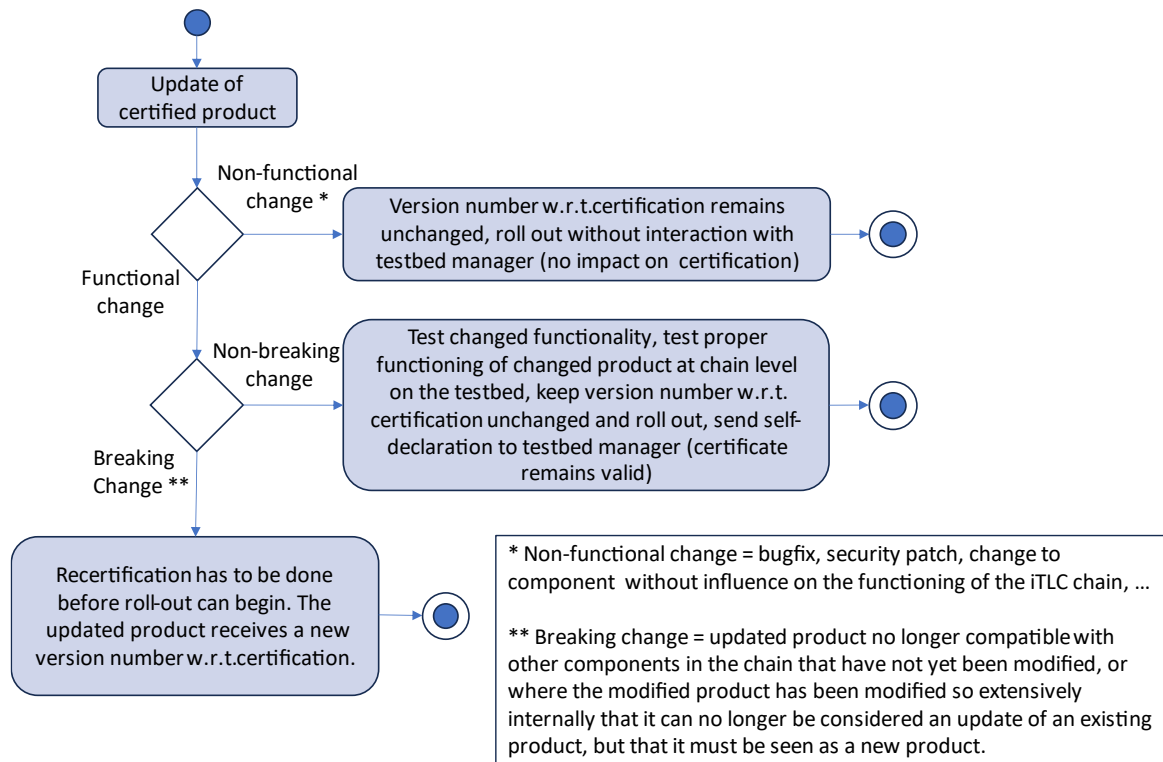 Update of
certified product
Non-functional
change *
Version number w.r.t.certification remains
unchanged, roll out without interaction with
testbed manager (no impact on certification)
Functional
change
Non-breaking
change
Test changed functionality, test proper
functioning of changed product at chain level
on the testbed, keep version number w.r.t.
certification unchanged and roll out, send self-
declaration to testbed manager (certificate
remains valid)
Breaking
Change **
Recertification has to be done
before roll-out can begin. The
updated product receives a new
version number w.r.t.certification.
* Non-functional change = bugfix, security patch, change to
component without influence on the functioning of the iTLC chain, ...
** Breaking change = updated product no longer compatible with
other components in the chain that have not yet been modified, or
where the modified product has been modified so extensively
internally that it can no longer be considered an update of an existing
product, but that it must be seen as a new product.